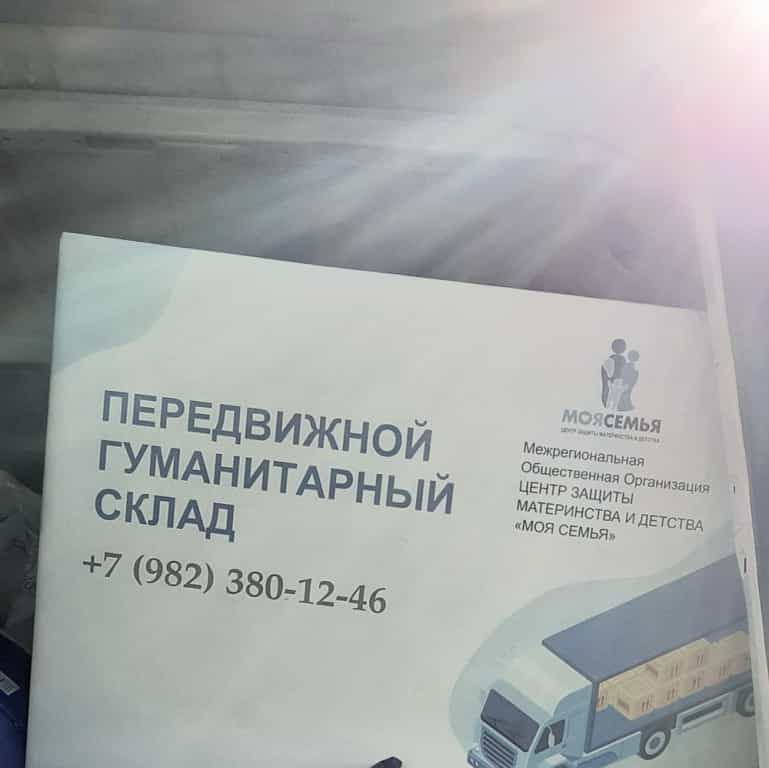 ПЕРЕДВИЖНОЙ
ГУМАНИТАРНЫЙ
СКЛАД
+7 (982) 380-12-46
МОЯСЕМЬЯ
ЦЕНТР ЗАЩИТЫ МАТЕРИНСТВА И ДЕТСТВА
Межрегиональная
Общественная Организация
ЦЕНТР ЗАЩИТЫ
МАТЕРИНСТВА И ДЕТСТВА
«МОЯ СЕМЬЯ»